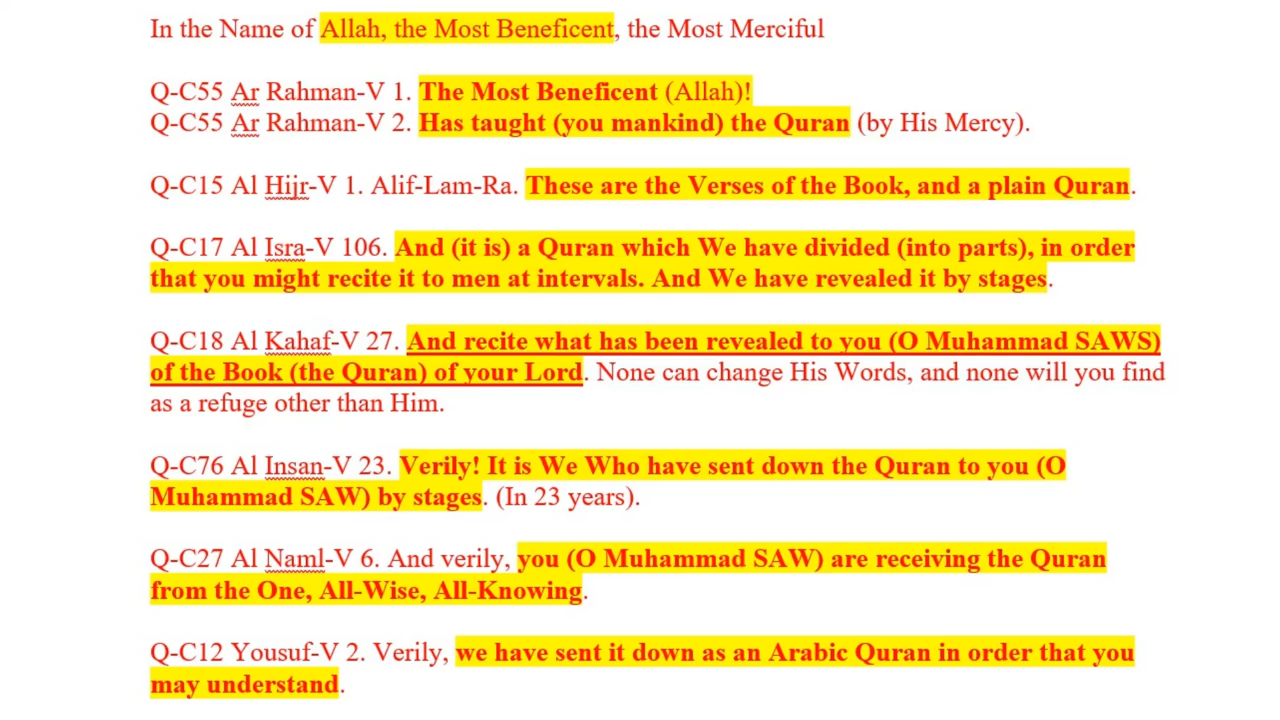 In the Name of Allah, the Most Beneficent, the Most Merciful
Q-C55 Ar Rahman-V 1. The Most Beneficent (Allah)!
Q-C55 Ar Rahman-V 2. Has taught (you mankind) the Quran (by His Mercy).
Q-C15 Al Hijr-V 1. Alif-Lam-Ra. These are the Verses of the Book, and a plain Quran.
Q-C17 Al Isra-V 106. And (it is) a Quran which We have divided (into parts), in order
that you might recite it to men at intervals. And We have revealed it by stages.
Q-C18 Al Kahaf-V 27. And recite what has been revealed to you (O Muhammad SAWS)
of the Book (the Quran) of your Lord. None can change His Words, and none will you find
as a refuge other than Him.
Q-C76 Al Insan-V 23. Verily! It is We Who have sent down the Quran to you (O
Muhammad SAW) by stages. (In 23 years).
Q-C27 Al Naml-V 6. And verily, you (O Muhammad SAW) are receiving the Quran
from the One, All-Wise, All-Knowing.
Q-C12 Yousuf-V 2. Verily, we have sent it down as an Arabic Quran in order that you
may understand.